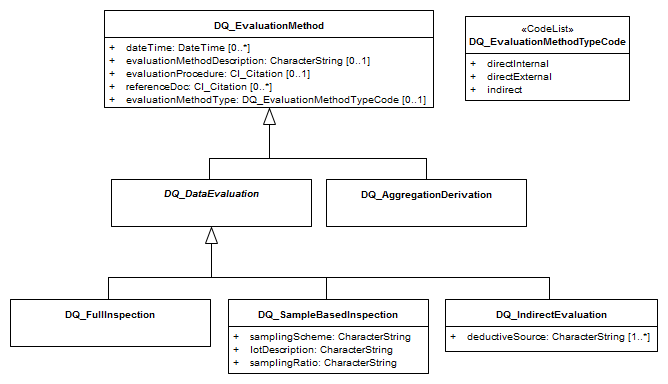 DQ_EvaluationMethod
+ dateTime: DateTime [0..*]
+ evaluationMethodDescription: CharacterString [0..1]
+ evaluationProcedure: CI_Citation [0..1]
+ referenceDoc: CI_Citation [0..*]
+ evaluationMethodType: DQ_EvaluationMethodTypeCode [0..1]
«CodeList»
DQ_EvaluationMethodTypeCode
+ directInternal
+ directExternal
+ indirect
DQ_DataEvaluation
DQ_AggregationDerivation
DQ_FullInspection
DQ_SampleBasedInspection
+ samplingScheme: CharacterString
+ lotDescription: CharacterString
+ samplingRatio: CharacterString
DQ_IndirectEvaluation
+ deductiveSource: CharacterString [1..*]